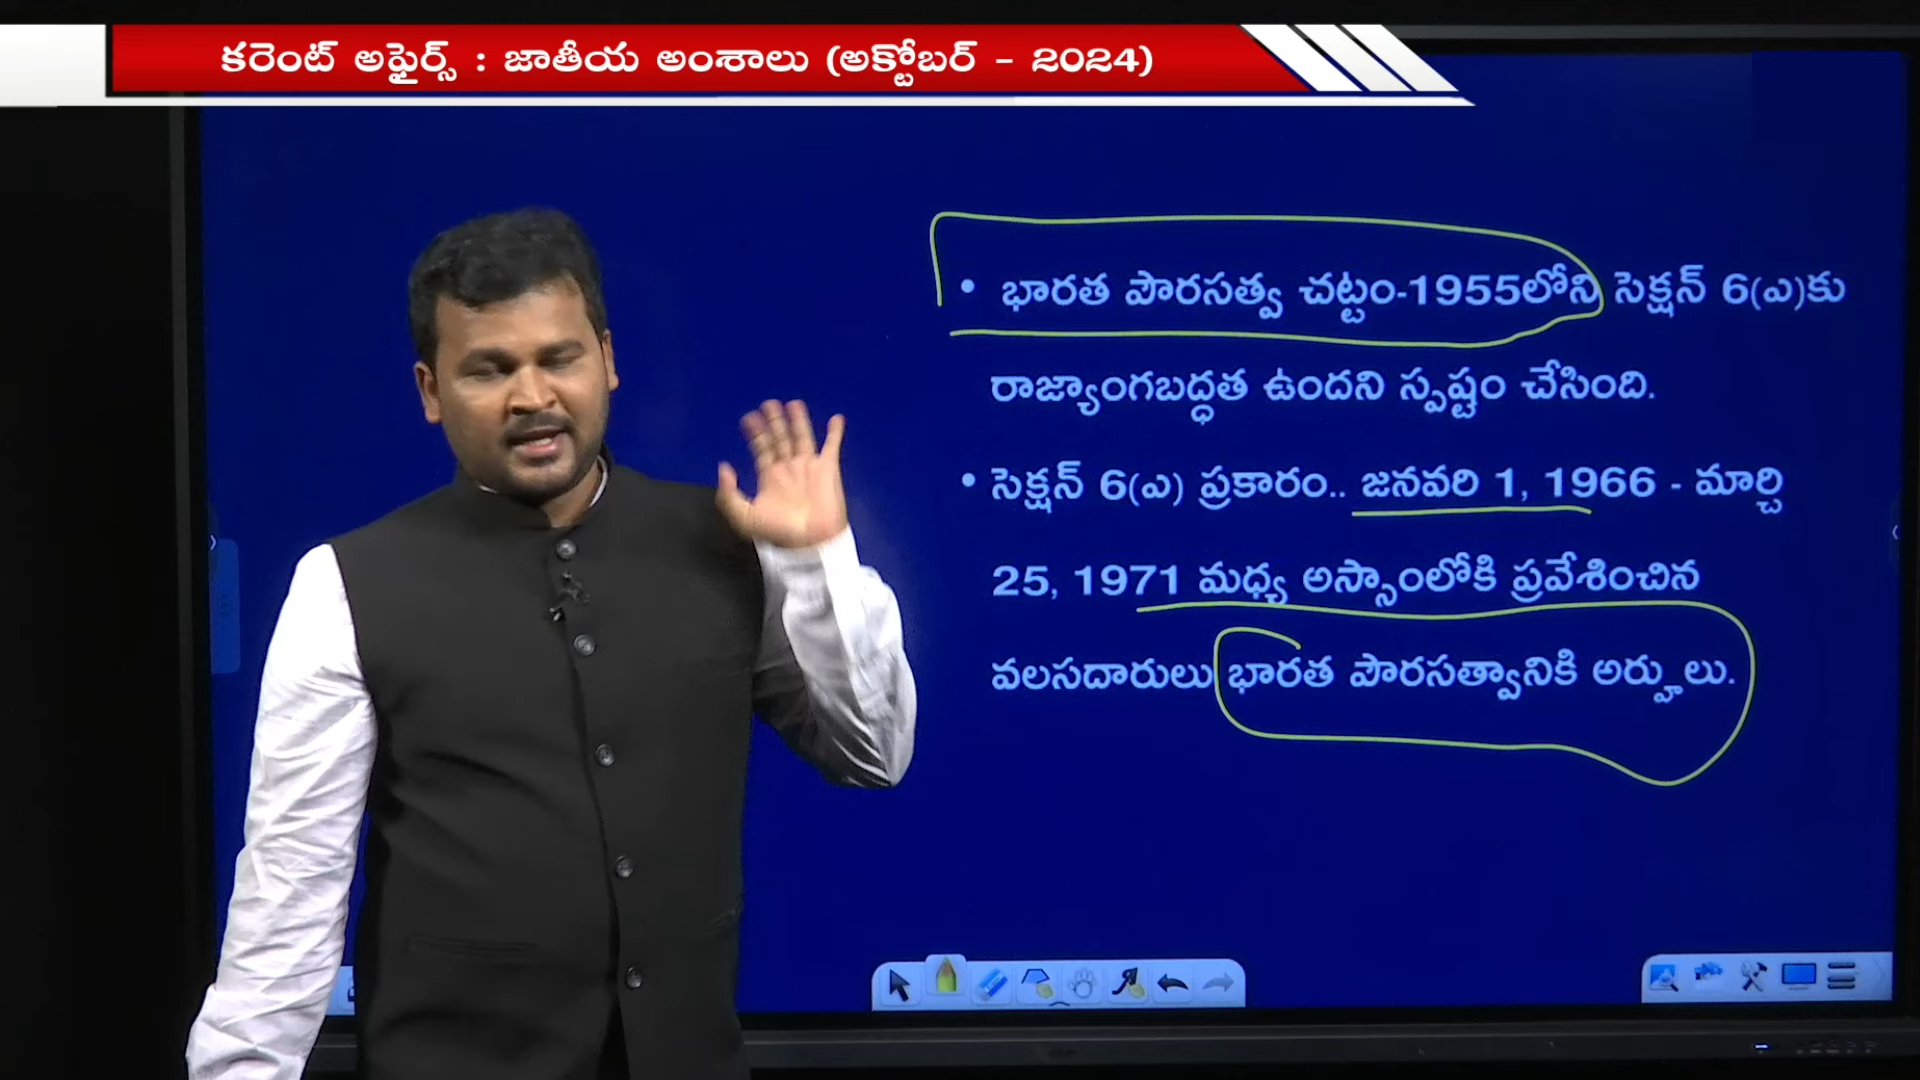 కరెంట్ అఫైర్స్ : జాతీయ అంశాలు (అక్టోబర్ - 2024)
• భారత పౌరసత్వ చట్టం-1955లోని సెక్షన్ 6(ఎ)కు
రాజ్యాంగబద్ధత ఉందని స్పష్టం చేసింది.
• సెక్షన్ 6(ఎ) ప్రకారం.. జనవరి 1, 1966 - మార్చి
25, 1971 మధ్య అస్సాంలోకి ప్రవేశించిన
వలసదారులు భారత పౌరసత్వానికి అర్హులు.